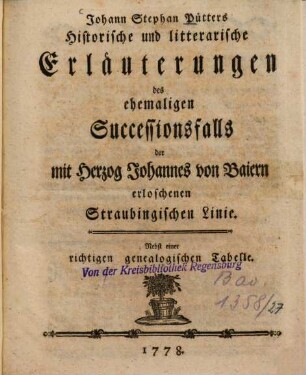 Johann Stephan Pütters
Historische und litterarische
Erläuterungen
des
ehemaligen
Successionsfalls
der
mit Herzog Johannes von Baiern
erloschenen
Straubingischen Linie.
Nebst einer
richtigen genealogischen Tabelle.
Von der Kreisbibliothek Regensburg
Bav.
1358/27
1778.